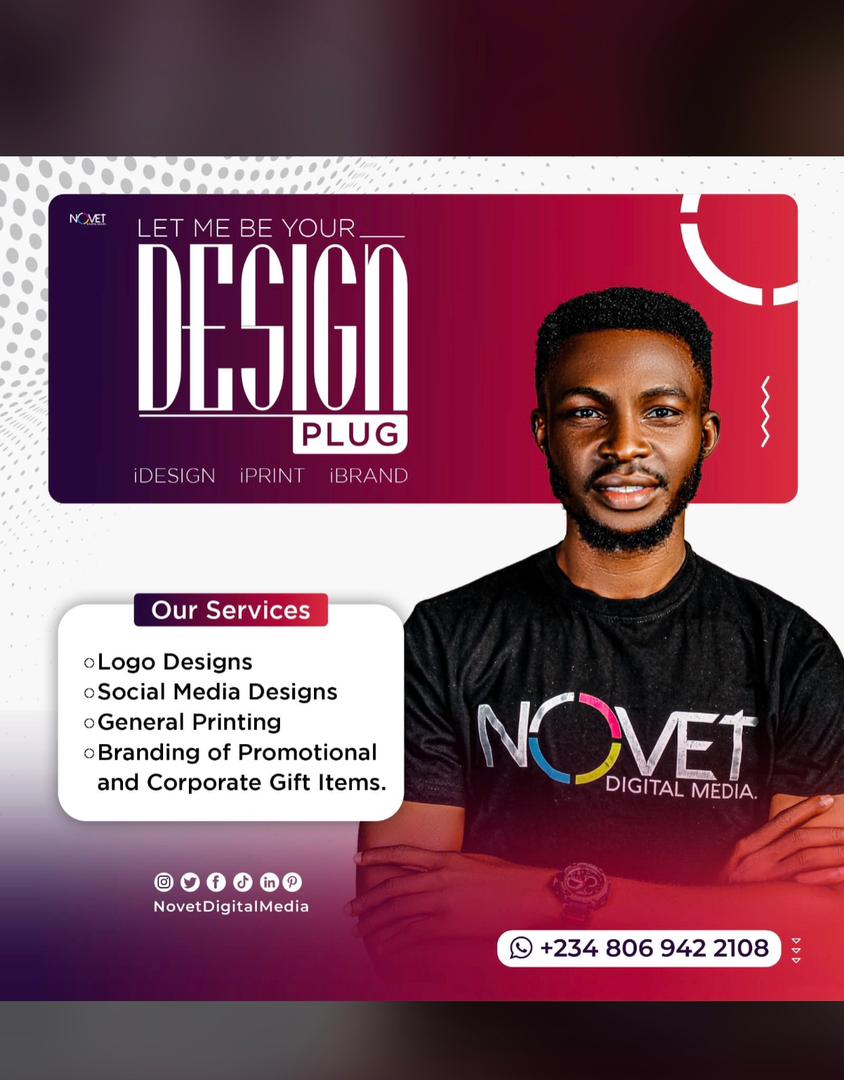 NOVET
LET ME BE YOUR__
DESIGN
PLUG
iDESIGN iPRINT iBRAND
Our Services
Logo Designs
Social Media Designs
General Printing
Branding of Promotional
and Corporate Gift Items.
NOVET
DIGITAL MEDIA.
NovetDigitalMedia
+234 806 942 2108